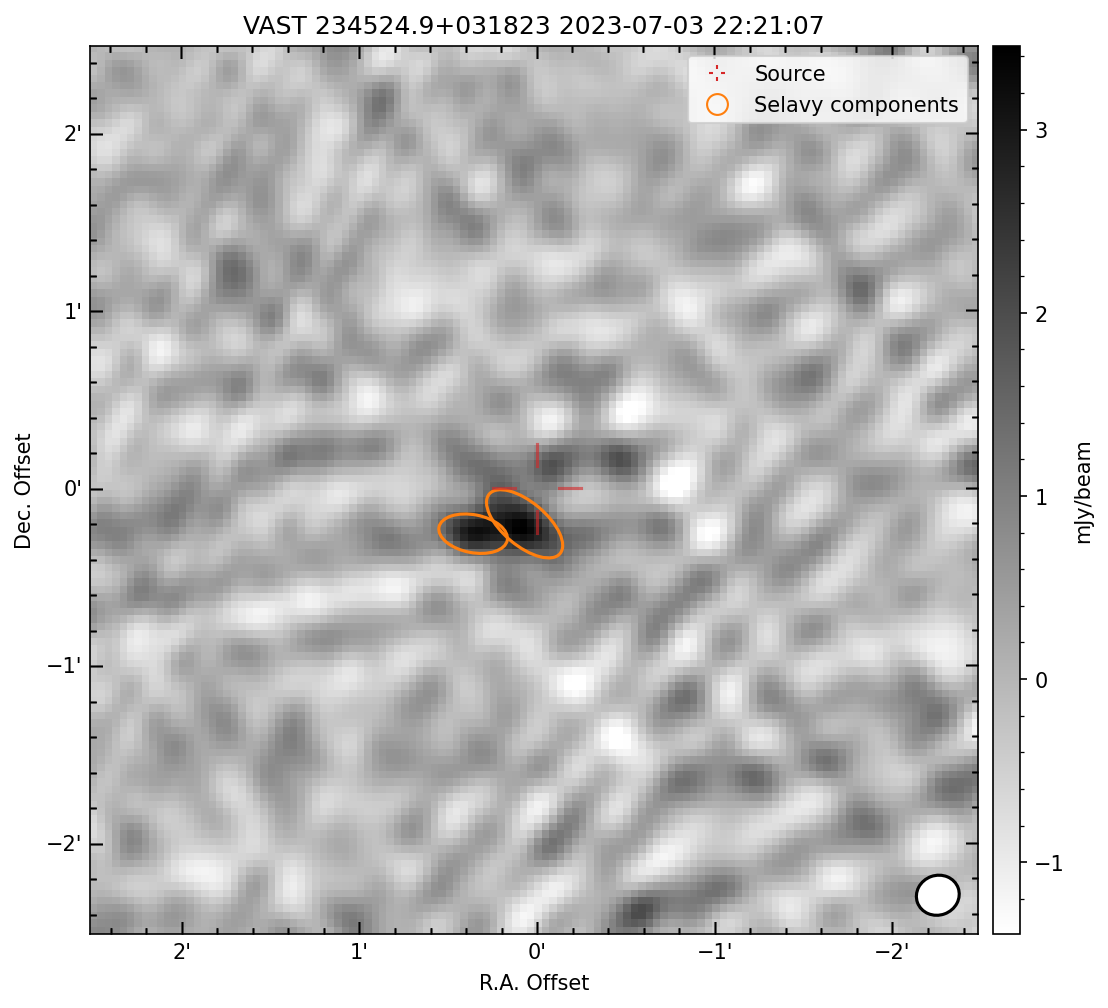 VAST 234524.9+031823 2023-07-03 22:21:07
Source
Selavy components
2'
1'
0'
−1'
−2'
Dec. Offset
2'
1'
0'
−1'
−2'
R.A. Offset
3
2
1
0
−1
mJy/beam